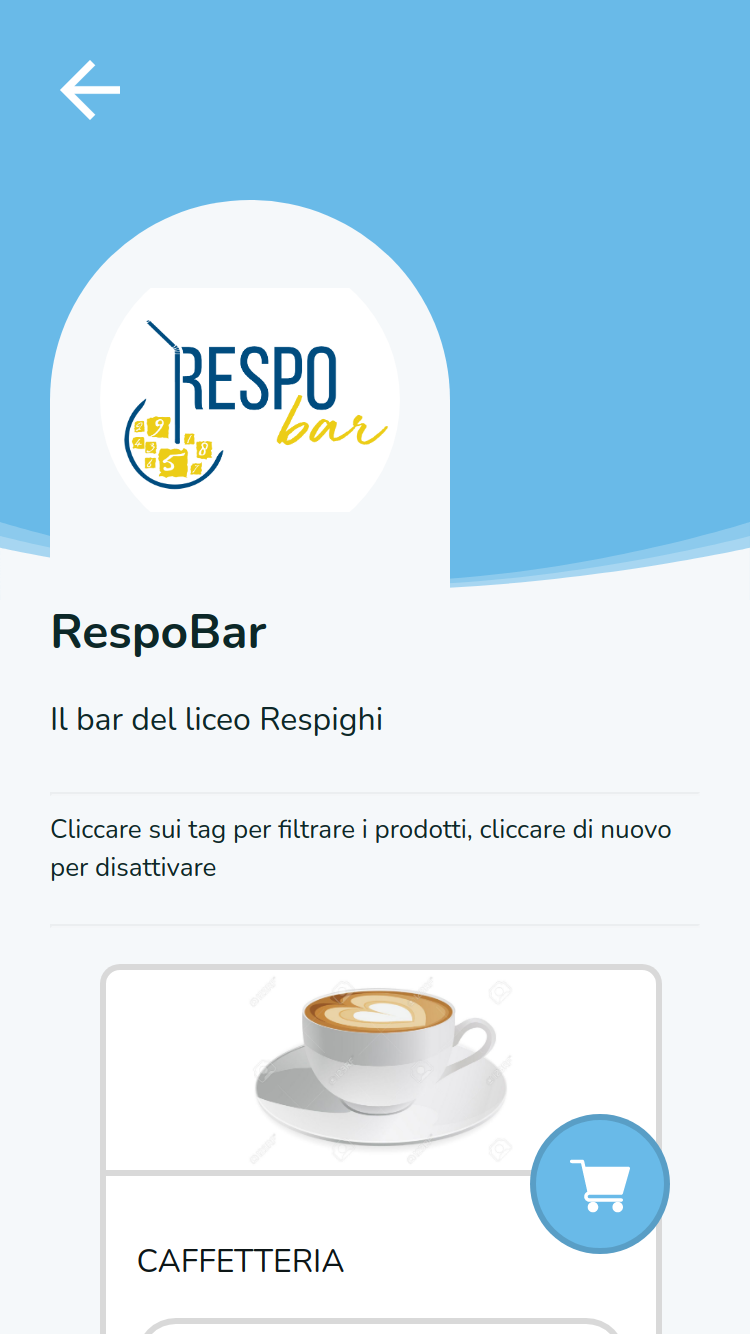 RESPO
bar
RespoBar
Il bar del liceo Respighi
Cliccare sui tag per filtrare i prodotti, cliccare di nuovo
per disattivare
CAFFETTERIA